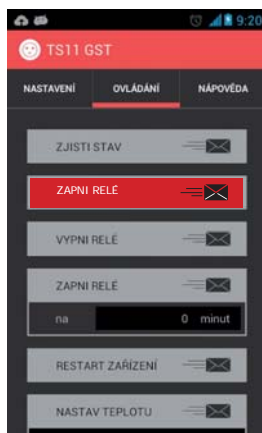 9:20
TS11 GST
NASTAVENÍ OVLÁDÁNÍ NÁPOVĚDA
ZJISTI STAV
ZAPNI RELÉ
VYPNI RELÉ
ZAPNI RELÉ
na 0 minut
RESTART ZAŘÍZENÍ
NASTAV TEPLOTU